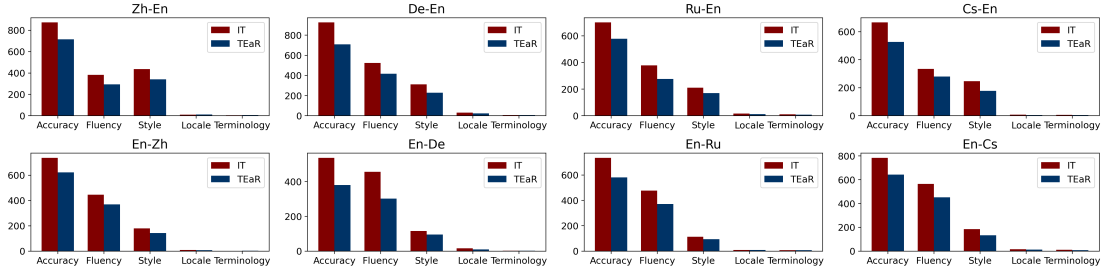 Zh-En
800
600
400
200
0
IT
TEaR
Accuracy Fluency Style Locale Terminology
De-En
800
600
400
200
0
IT
TEaR
Accuracy Fluency Style Locale Terminology
Ru-En
600
400
200
0
IT
TEaR
Accuracy Fluency Style Locale Terminology
Cs-En
600
400
200
0
IT
TEaR
Accuracy Fluency Style Locale Terminology
En-Zh
600
400
200
0
IT
TEaR
Accuracy Fluency Style Locale Terminology
En-De
400
200
0
IT
TEaR
Accuracy Fluency Style Locale Terminology
En-Ru
600
400
200
0
IT
TEaR
Accuracy Fluency Style Locale Terminology
En-Cs
800
600
400
200
0
IT
TEaR
Accuracy Fluency Style Locale Terminology